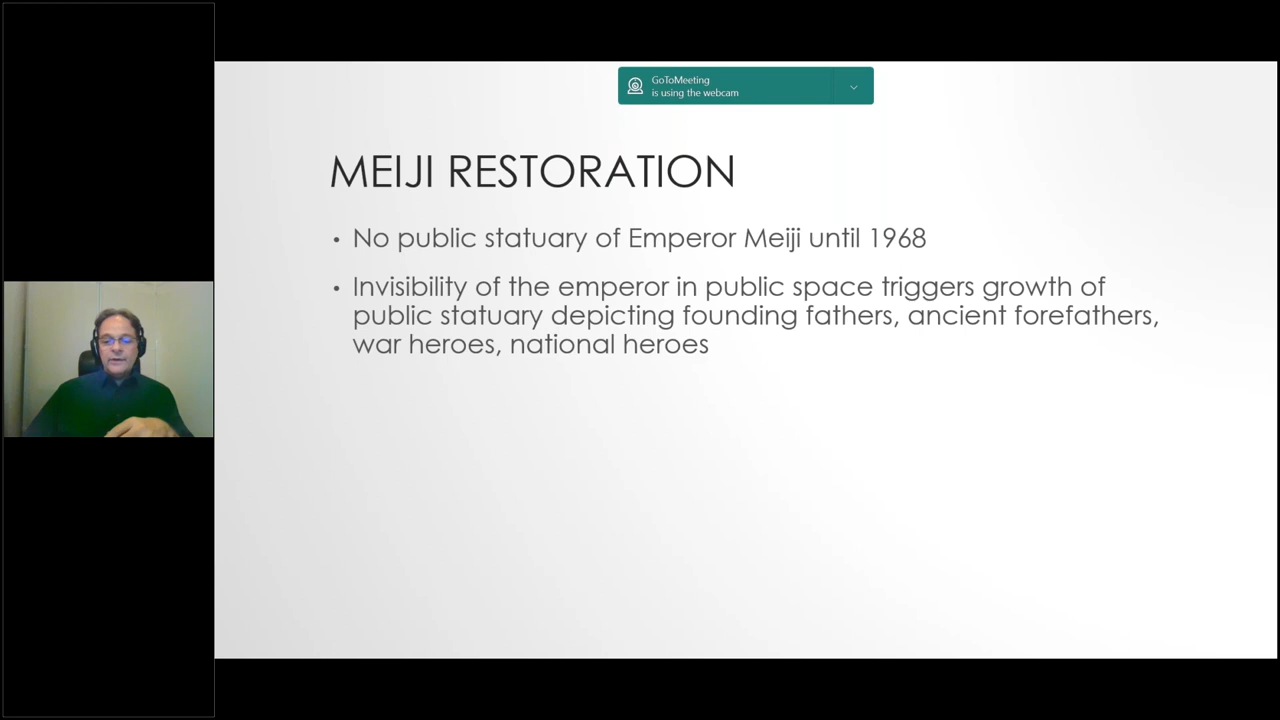 GoToMeeting
is using the webcam
MEIJI RESTORATION
• No public statuary of Emperor Meiji until 1968
• Invisibility of the emperor in public space triggers growth of
public statuary depicting founding fathers, ancient forefathers,
war heroes, national heroes